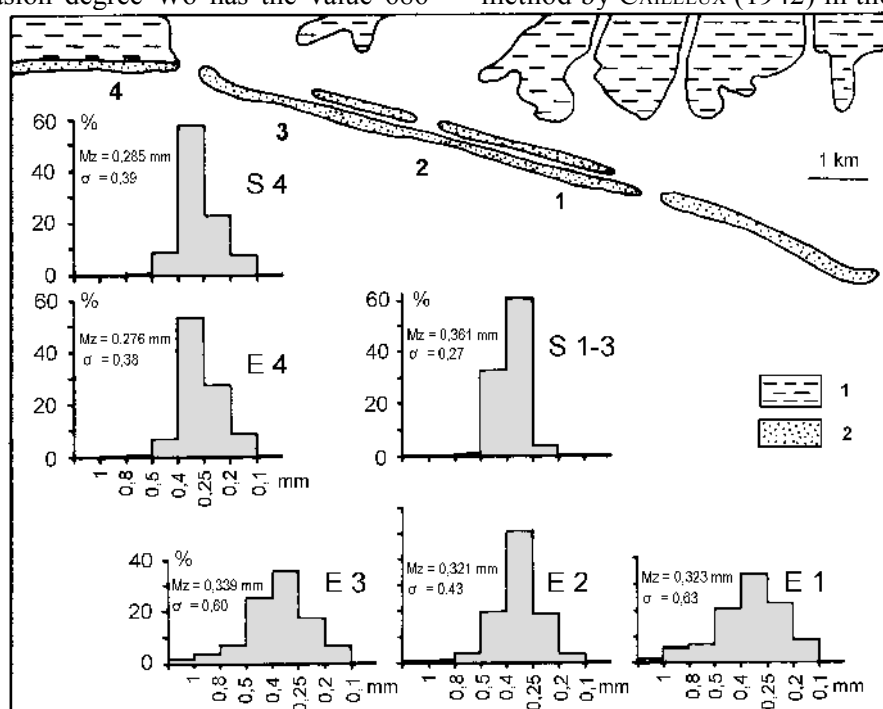 asion degree Wo has the value 680
method by CAILLEUX (1942) in the
4
3
2
1
1 km
60 %
Mz = 0,285 mm
σ = 0,39
S 4
40
20
0
60 %
Mz = 0.276 mm
σ = 0,38
E 4
40
20
0
1 0,8 0,5 0,4 0,25 0,2 0,1 mm
60 %
Mz = 0,361 mm
σ = 0,27
S 1-3
40
20
0
1
2
%
40
Mz = 0,339 mm
σ = 0,60
E 3
20
0
1 0,8 0,5 0,4 0,25 0,2 0,1 mm
Mz = 0,321 mm
σ = 0.43
E 2
1 0,8 0,5 0,4 0,25 0,2 0,1 mm
Mz = 0,323 mm
σ = 0,63
E 1
1 0,8 0,5 0,4 0,25 0,2 0,1 mm